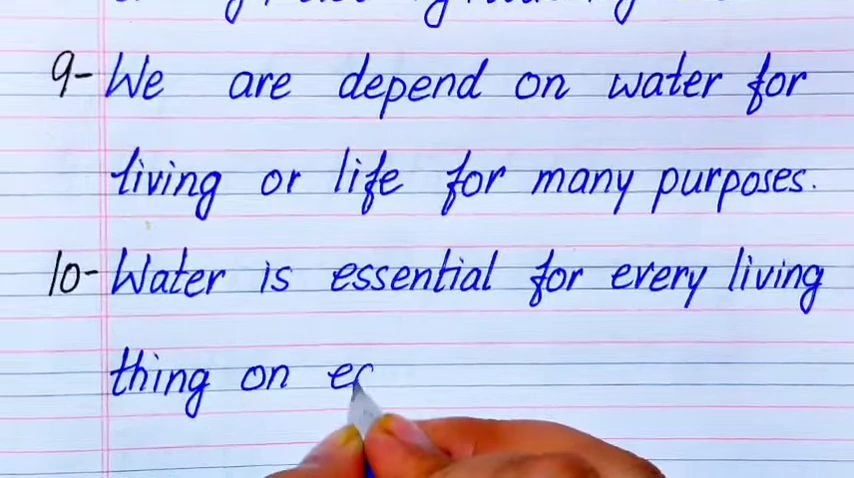 9- We are depend on water for
living or life for many purposes.
10- Water is essential for every living
thing on